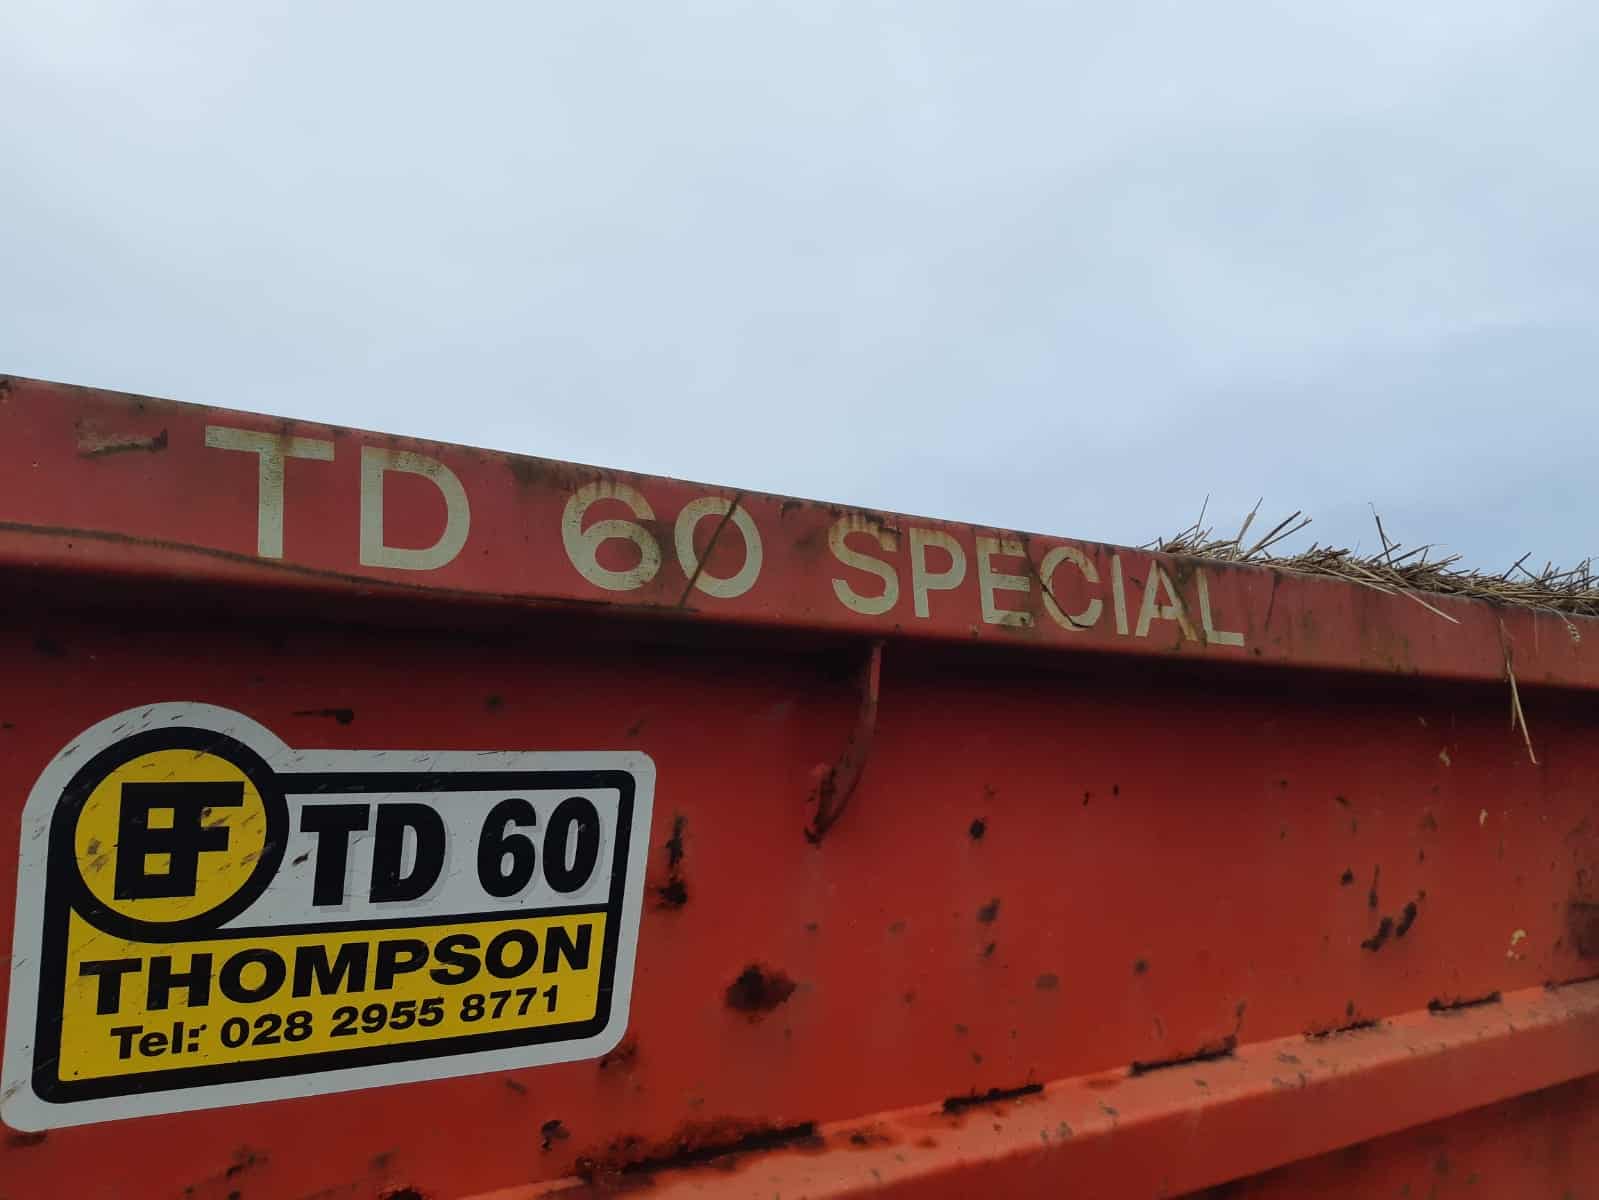 TD 60 SPECIAL
EF
TD 60
THOMPSON
Tel: 028 2955 8771